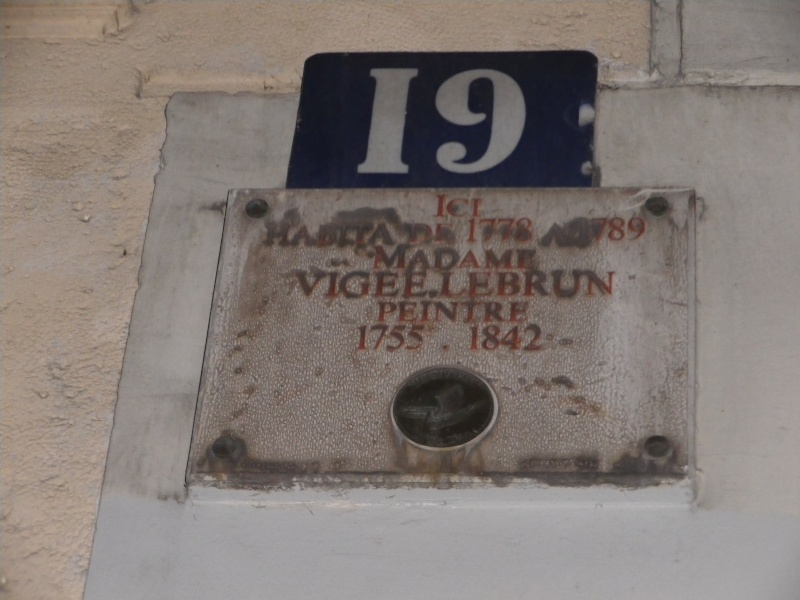 19
ICI
HABITA DE 1778 A 1789
MADAME
VIGEE.LEBRUN
PEINTRE
1755 . 1842